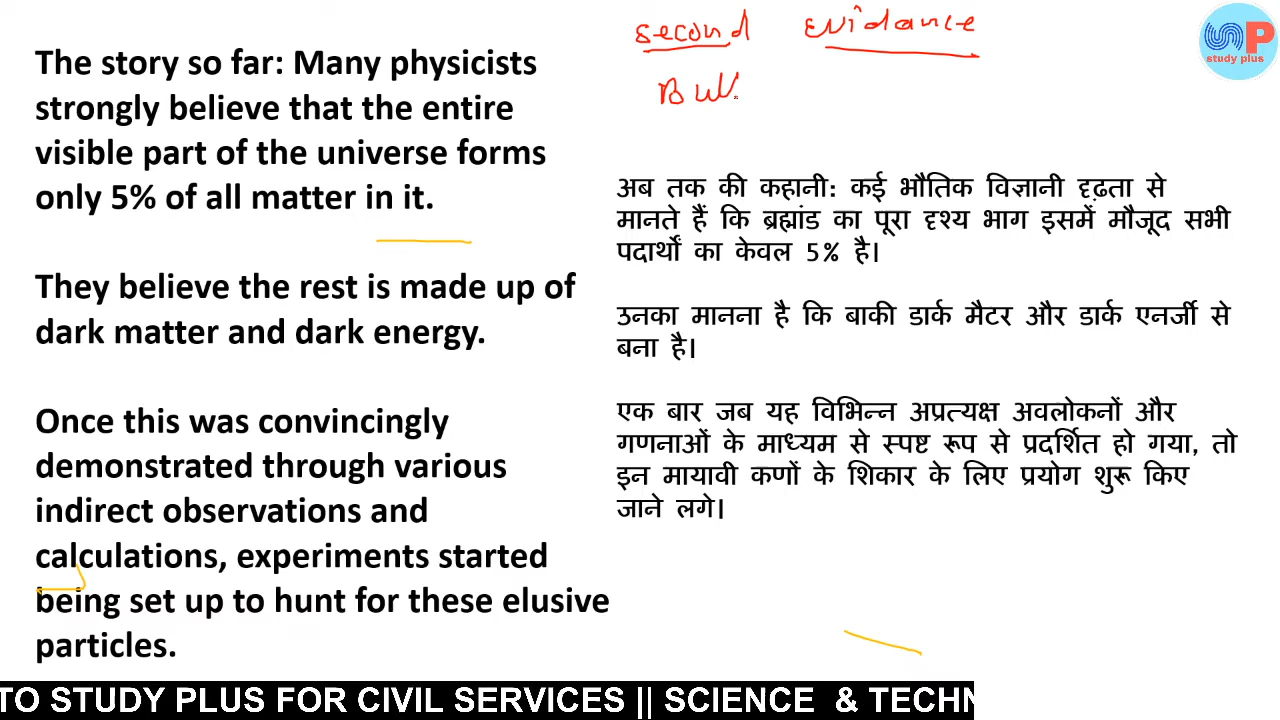 The story so far: Many physicists
strongly believe that the entire
visible part of the universe forms
only 5% of all matter in it.
They believe the rest is made up of
dark matter and dark energy.
Once this was convincingly
demonstrated through various
indirect observations and
calculations, experiments started
being set up to hunt for these elusive
particles.
second evidance
Bull
SP
study plus
अब तक की कहानी: कई भौतिक विज्ञानी दृढ़ता से
मानते हैं कि ब्रह्मांड का पूरा दृश्य भाग इसमें मौजूद सभी
पदार्थों का केवल 5% है।
उनका मानना है कि बाकी डार्क मैटर और डार्क एनर्जी से
बना है।
एक बार जब यह विभिन्न अप्रत्यक्ष अवलोकनों और
गणनाओं के माध्यम से स्पष्ट रूप से प्रदर्शित हो गया, तो
इन मायावी कणों के शिकार के लिए प्रयोग शुरू किए
जाने लगे।
TO STUDY PLUS FOR CIVIL SERVICES || SCIENCE & TECHN